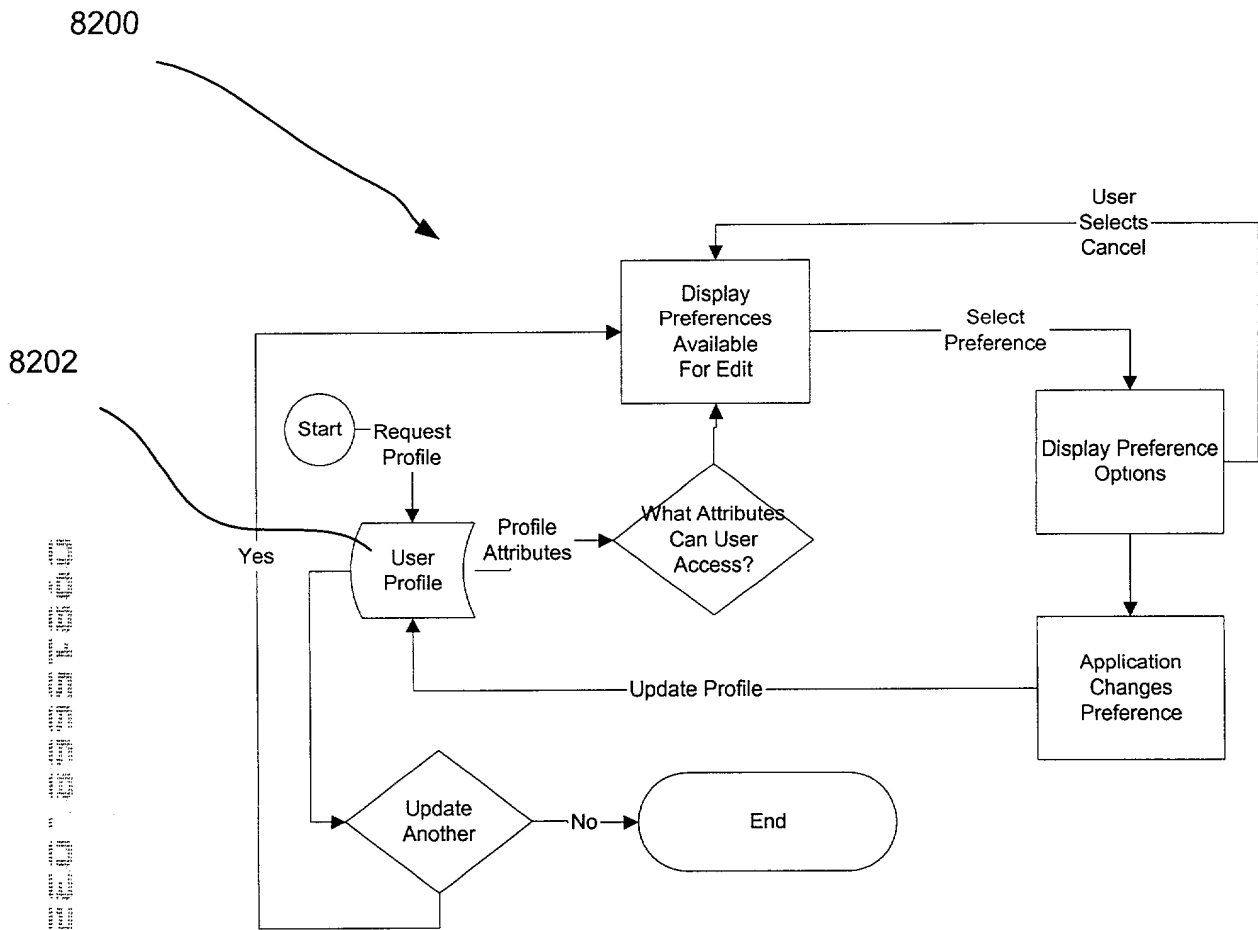 8200
User
Selects
Cancel
Display
Preferences
Available
For Edit
Select
Preference
8202
Start
Request
Profile
Display Preference
Options
What Attributes
Can User
Access?
Profile
Attributes
User
Profile
Yes
Application
Changes
Preference
Update Profile
Update
Another
No
End